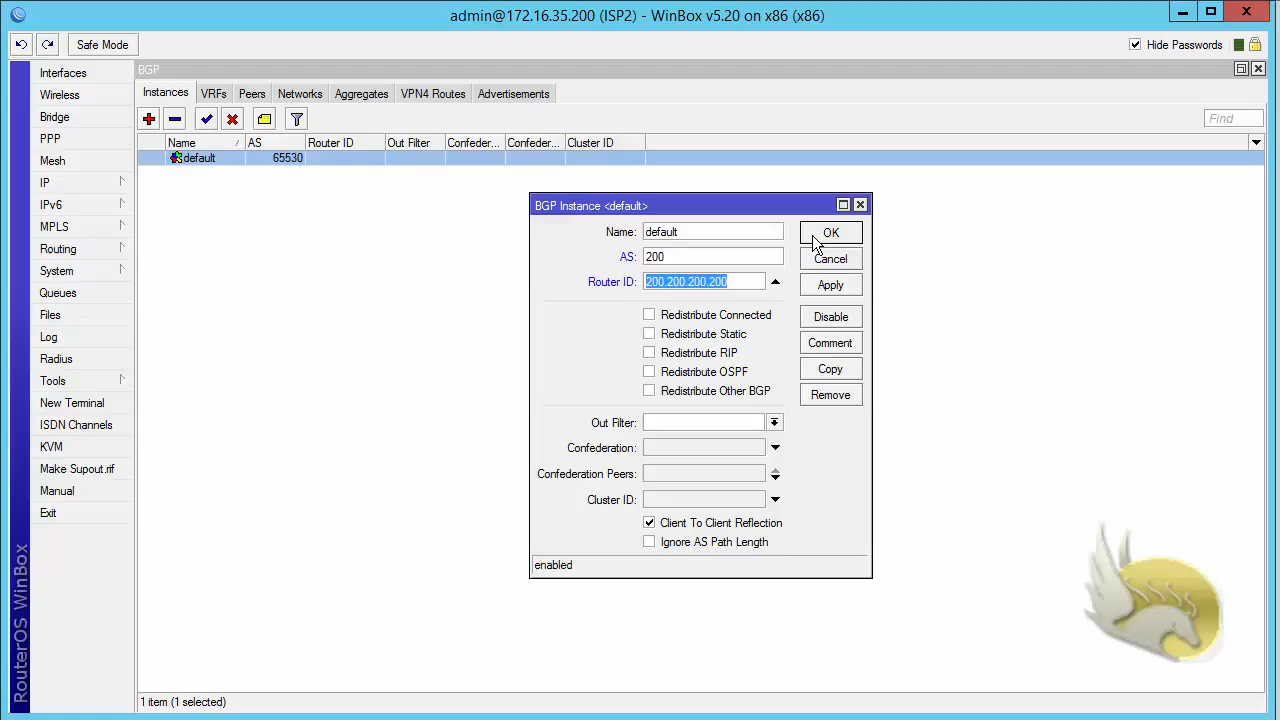 admin@172.16.35.200 (ISP2) - WinBox v5.20 on x86 (x86)
Safe Mode
Hide Passwords
Interfaces
Wireless
Bridge
PPP
Mesh
IP
IPv6
MPLS
Routing
System
Queues
Files
Log
Radius
Tools
New Terminal
ISDN Channels
KVM
Make Supout.rif
Manual
Exit
RouterOS WinBox
BGP
Instances VRFs Peers Networks Aggregates VPN4 Routes Advertisements
Find
Name AS Router ID Out Filter Confeder... Confeder... Cluster ID
default 65530
BGP Instance <default>
Name: default
AS: 200
Router ID: 200.200.200.200
Redistribute Connected
Redistribute Static
Redistribute RIP
Redistribute OSPF
Redistribute Other BGP
Out Filter:
Confederation:
Confederation Peers:
Cluster ID:
Client To Client Reflection
Ignore AS Path Length
enabled
OK
Cancel
Apply
Disable
Comment
Copy
Remove
1 item (1 selected)